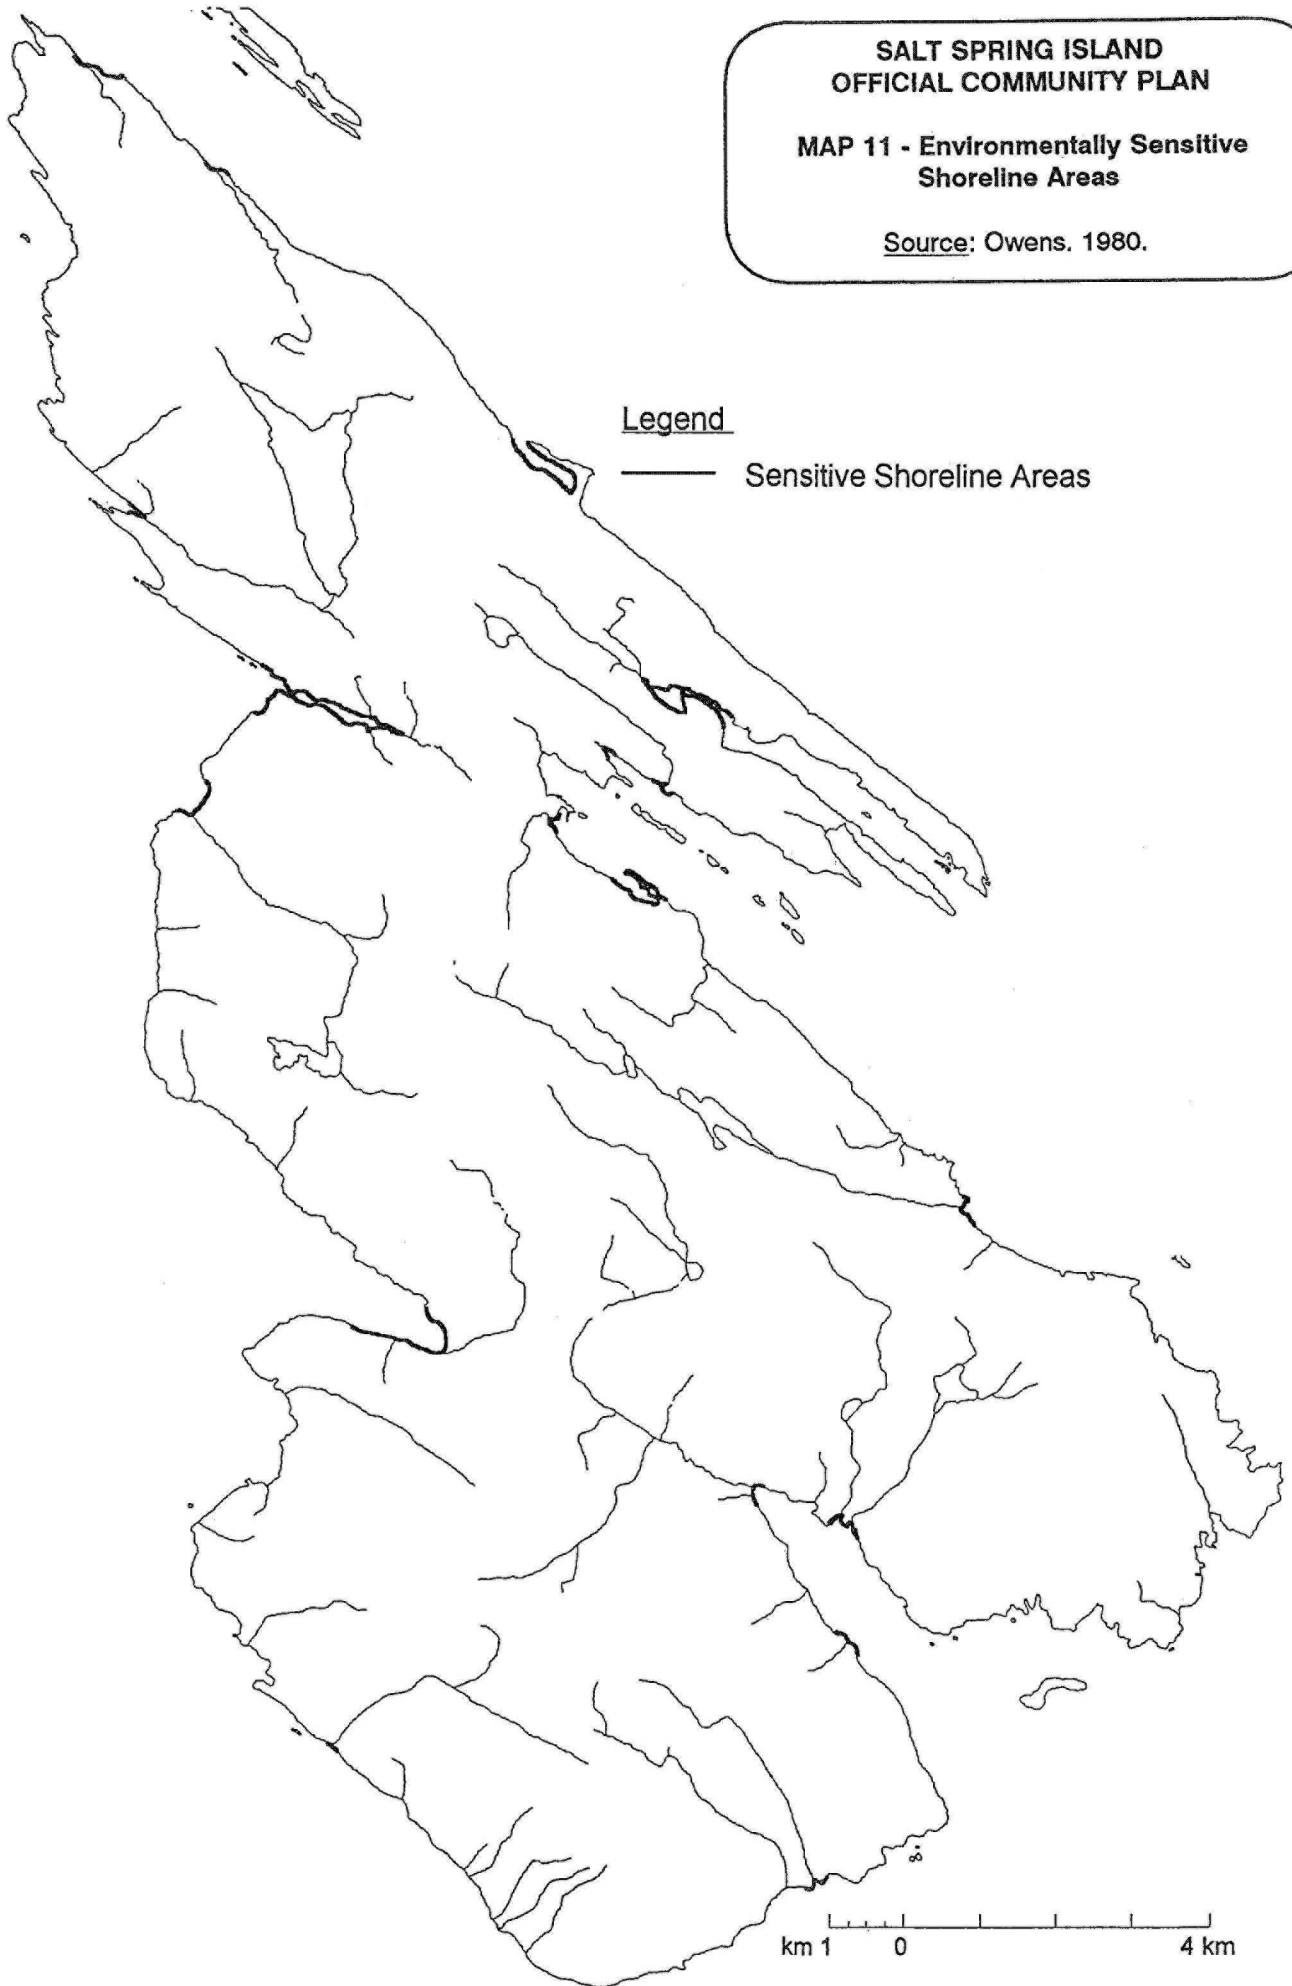 SALT SPRING ISLAND
OFFICIAL COMMUNITY PLAN
MAP 11 - Environmentally Sensitive
Shoreline Areas
Source: Owens. 1980.
Legend
Sensitive Shoreline Areas
km 1 0 4 km